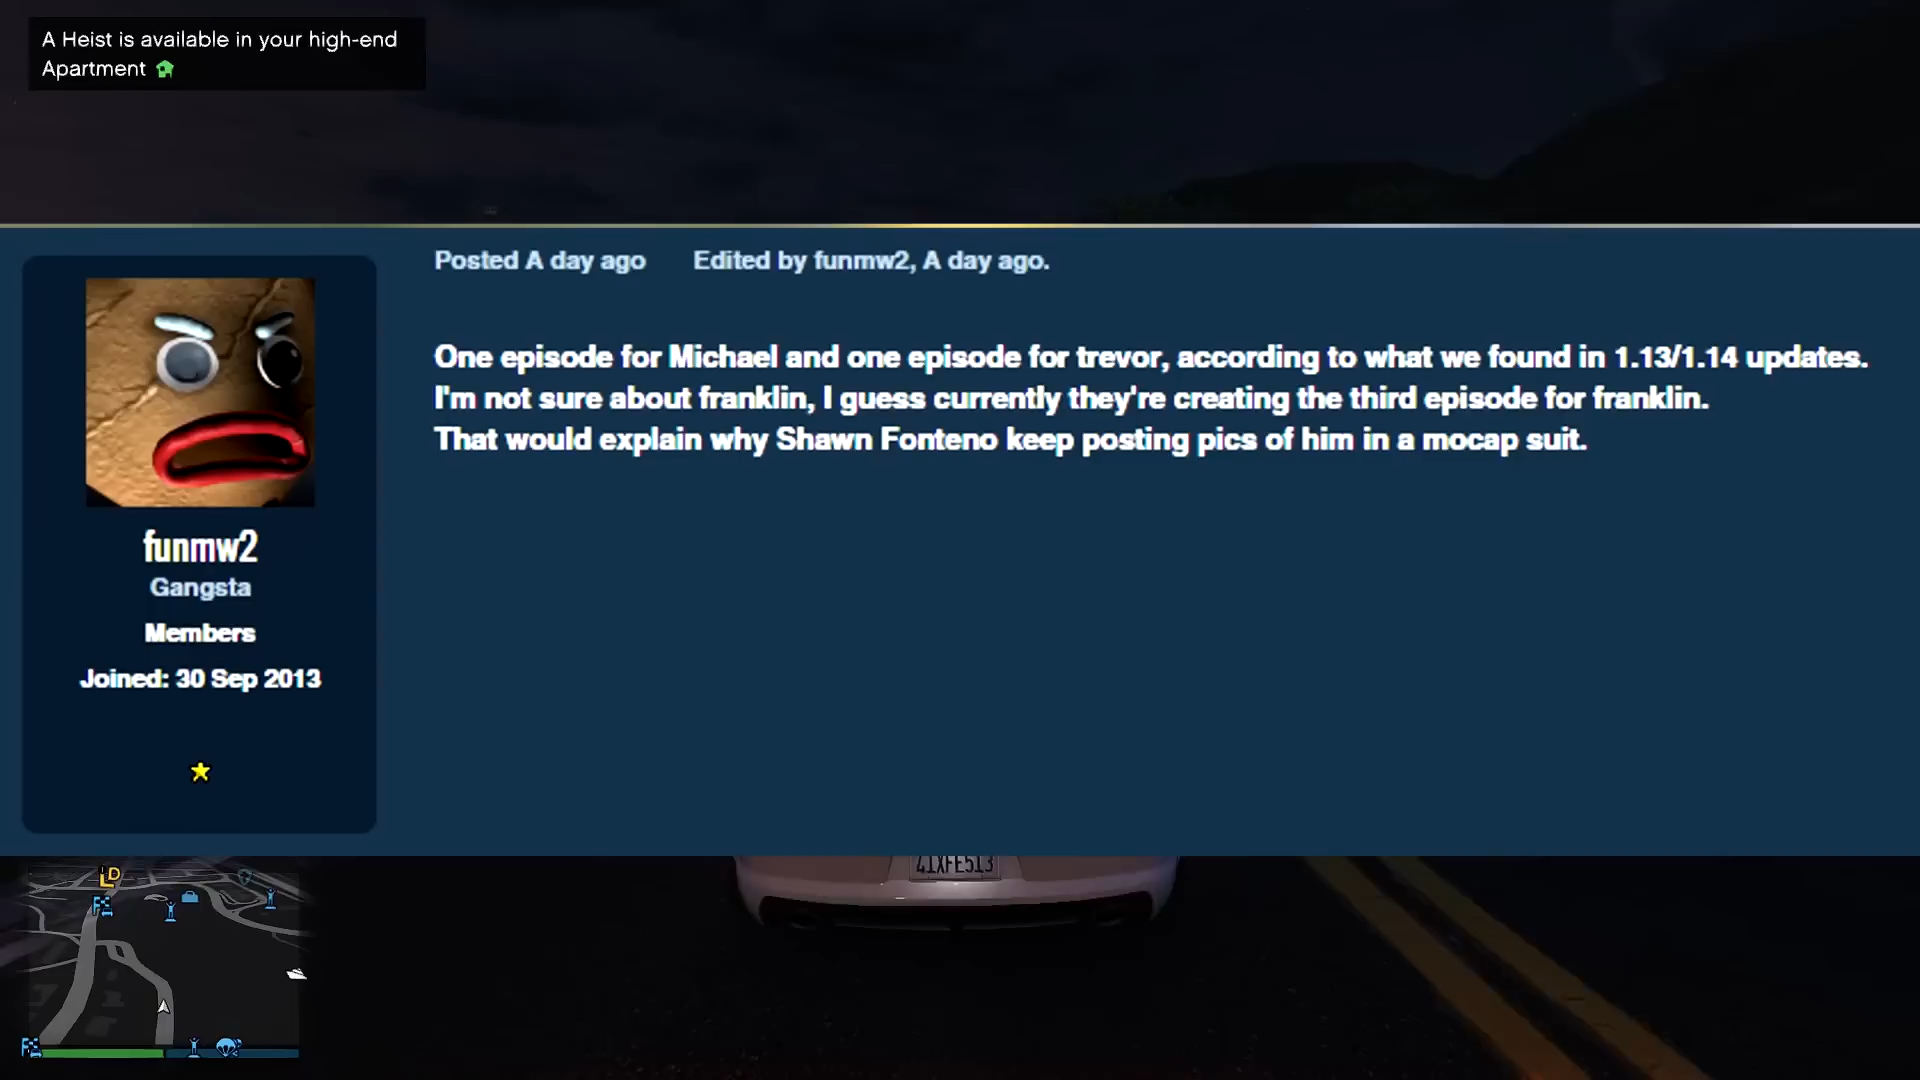 A Heist is available in your high-end
Apartment
Posted A day ago Edited by funmw2, A day ago.
One episode for Michael and one episode for trevor, according to what we found in 1.13/1.14 updates.
I'm not sure about franklin, I guess currently they're creating the third episode for franklin.
That would explain why Shawn Fonteno keep posting pics of him in a mocap suit.
funmw2
Gangsta
Members
Joined: 30 Sep 2013
41XFE513
LD